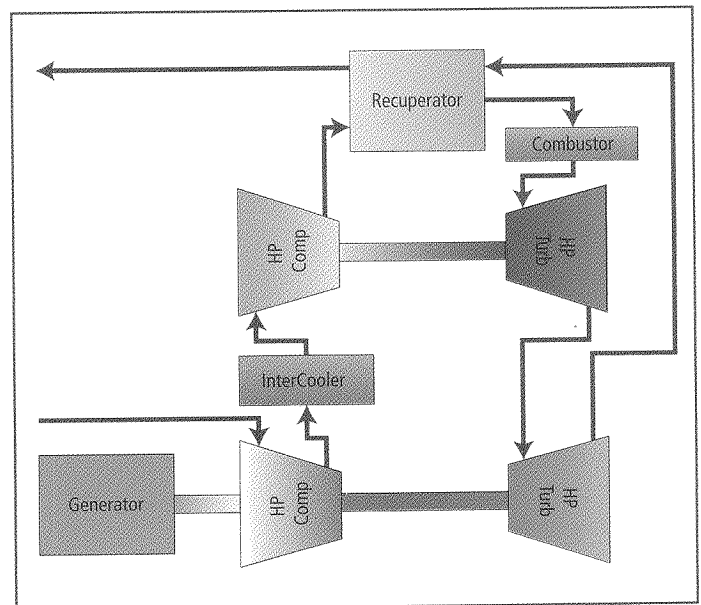 Recuperator
Combustor
HP
Comp
HP
Turb
InterCooler
Generator
HP
Comp
HP
Turb